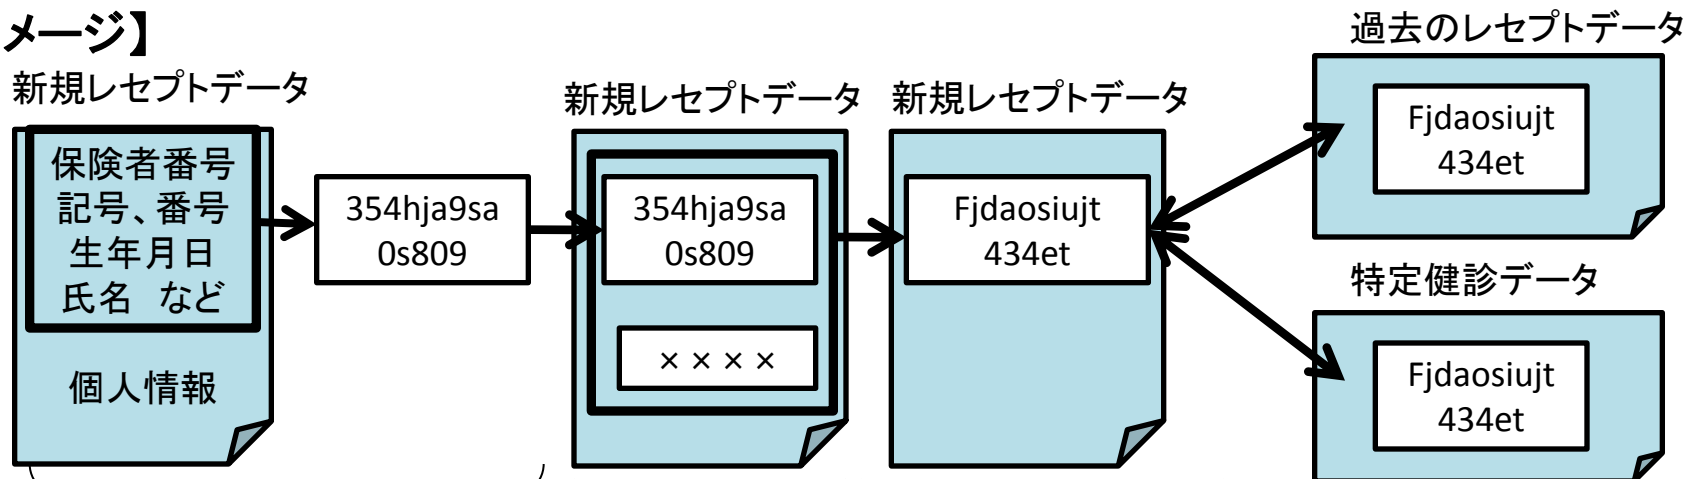 メージ】
新規レセプトデータ
保険者番号
記号、番号
生年月日
氏名　など
個人情報
354hja9sa
0s809
新規レセプトデータ
354hja9sa
0s809
××××
新規レセプトデータ
Fjdaosiujt
434et
過去のレセプトデータ
Fjdaosiujt
434et
特定健診データ
Fjdaosiujt
434et